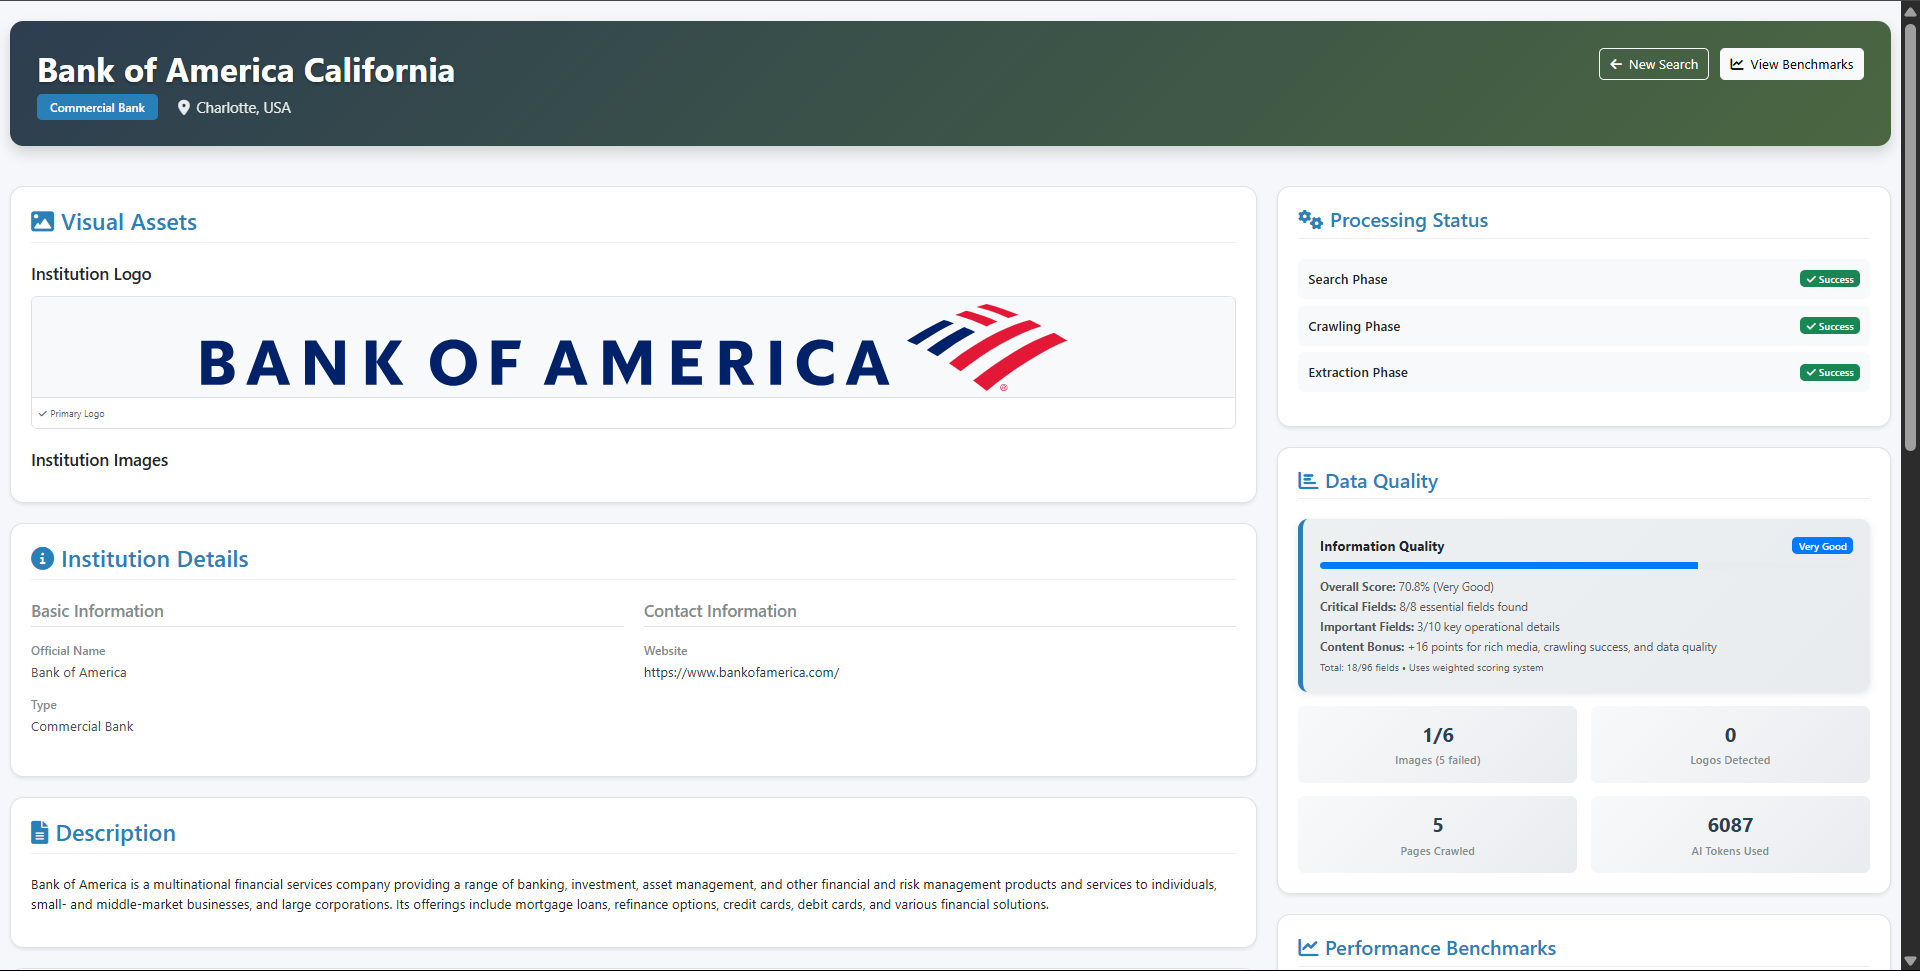 Bank of America California
Commercial Bank
Charlotte, USA
New Search
View Benchmarks
Visual Assets
Institution Logo
BANK OF AMERICA
®
Primary Logo
Institution Images
Institution Details
Basic Information
Official Name
Bank of America
Type
Commercial Bank
Contact Information
Website
https://www.bankofamerica.com/
Description
Bank of America is a multinational financial services company providing a range of banking, investment, asset management, and other financial and risk management products and services to individuals,
small- and middle-market businesses, and large corporations. Its offerings include mortgage loans, refinance options, credit cards, debit cards, and various financial solutions.
Processing Status
Search Phase
Success
Crawling Phase
Success
Extraction Phase
Success
Data Quality
Information Quality
Very Good
Overall Score: 70.8% (Very Good)
Critical Fields: 8/8 essential fields found
Important Fields: 3/10 key operational details
Content Bonus: +16 points for rich media, crawling success, and data quality
Total: 18/96 fields • Uses weighted scoring system
1/6
Images (5 failed)
0
Logos Detected
5
Pages Crawled
6087
AI Tokens Used
Performance Benchmarks